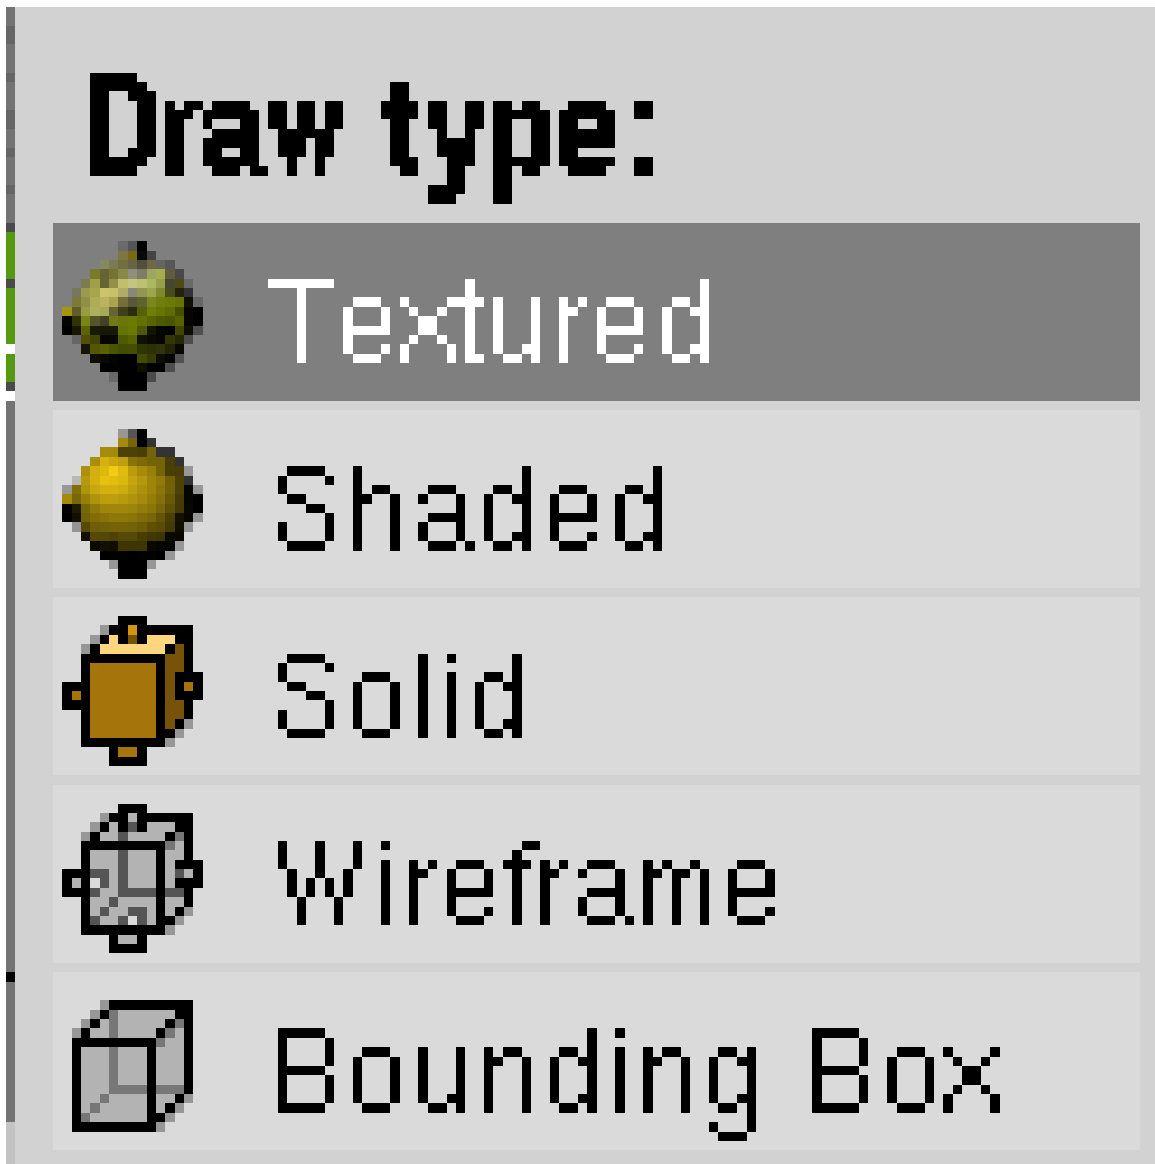 Draw type:
Textured
Shaded
Solid
Wireframe
Bounding Box